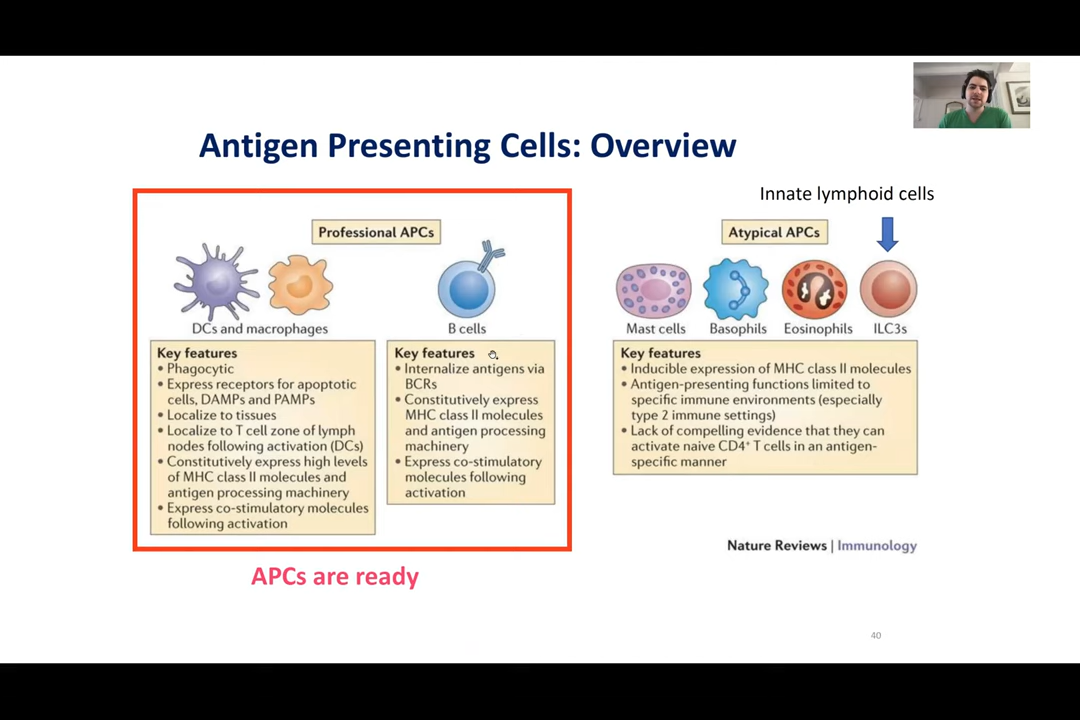 Antigen Presenting Cells: Overview
Innate lymphoid cells
Professional APCs
DCs and macrophages
B cells
Key features
• Phagocytic
• Express receptors for apoptotic
cells, DAMPs and PAMPs
• Localize to tissues
• Localize to T cell zone of lymph
nodes following activation (DCs)
• Constitutively express high levels
of MHC class II molecules and
antigen processing machinery
• Express co-stimulatory molecules
following activation
Key features
• Internalize antigens via
BCRs
• Constitutively express
MHC class II molecules
and antigen processing
machinery
• Express co-stimulatory
molecules following
activation
APCs are ready
Atypical APCs
Mast cells
Basophils
Eosinophils
ILC3s
Key features
• Inducible expression of MHC class II molecules
• Antigen-presenting functions limited to
specific immune environments (especially
type 2 immune settings)
• Lack of compelling evidence that they can
activate naive CD4⁺ T cells in an antigen-
specific manner
Nature Reviews | Immunology
40